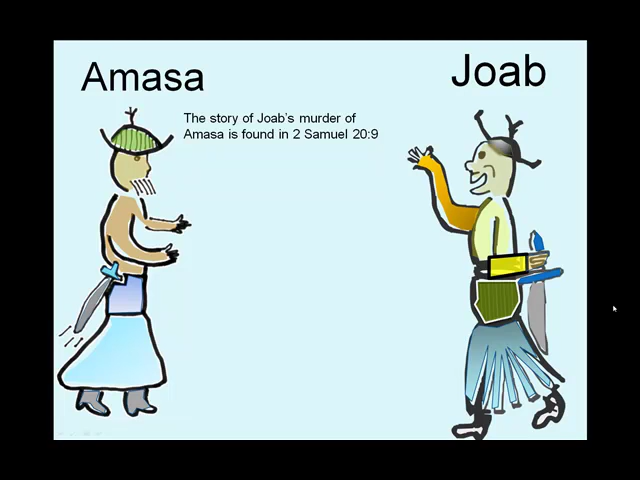 Amasa
Joab
The story of Joab's murder of
Amasa is found in 2 Samuel 20:9